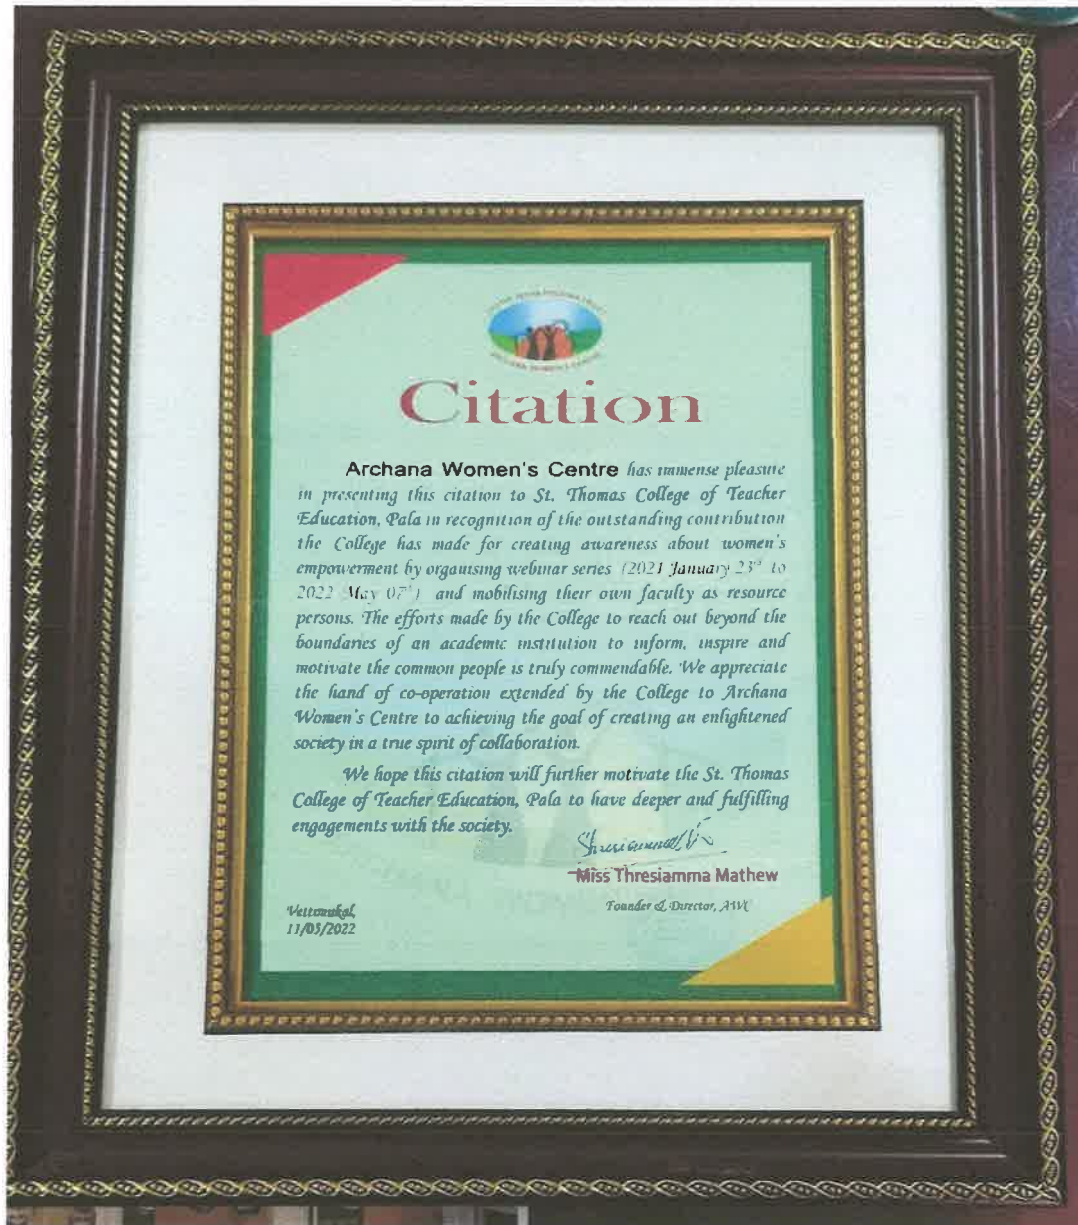 ARCHANA WOMEN'S CENTRE
Citation
Archana Women's Centre has immense pleasure
in presenting this citation to St. Thomas College of Teacher
Education, Pala in recognition of the outstanding contribution
the College has made for creating awareness about women's
empowerment by organising webinar series (2021 January 23rd to
2022 May 07th) and mobilising their own faculty as resource
persons. The efforts made by the College to reach out beyond the
boundaries of an academic institution to inform, inspire and
motivate the common people is truly commendable. We appreciate
the hand of co-operation extended by the College to Archana
Women's Centre to achieving the goal of creating an enlightened
society in a true spirit of collaboration.
We hope this citation will further motivate the St. Thomas
College of Teacher Education, Pala to have deeper and fulfilling
engagements with the society.
Miss Thresiamma Mathew
Founder & Director, AWC
Vettimukal,
11/05/2022